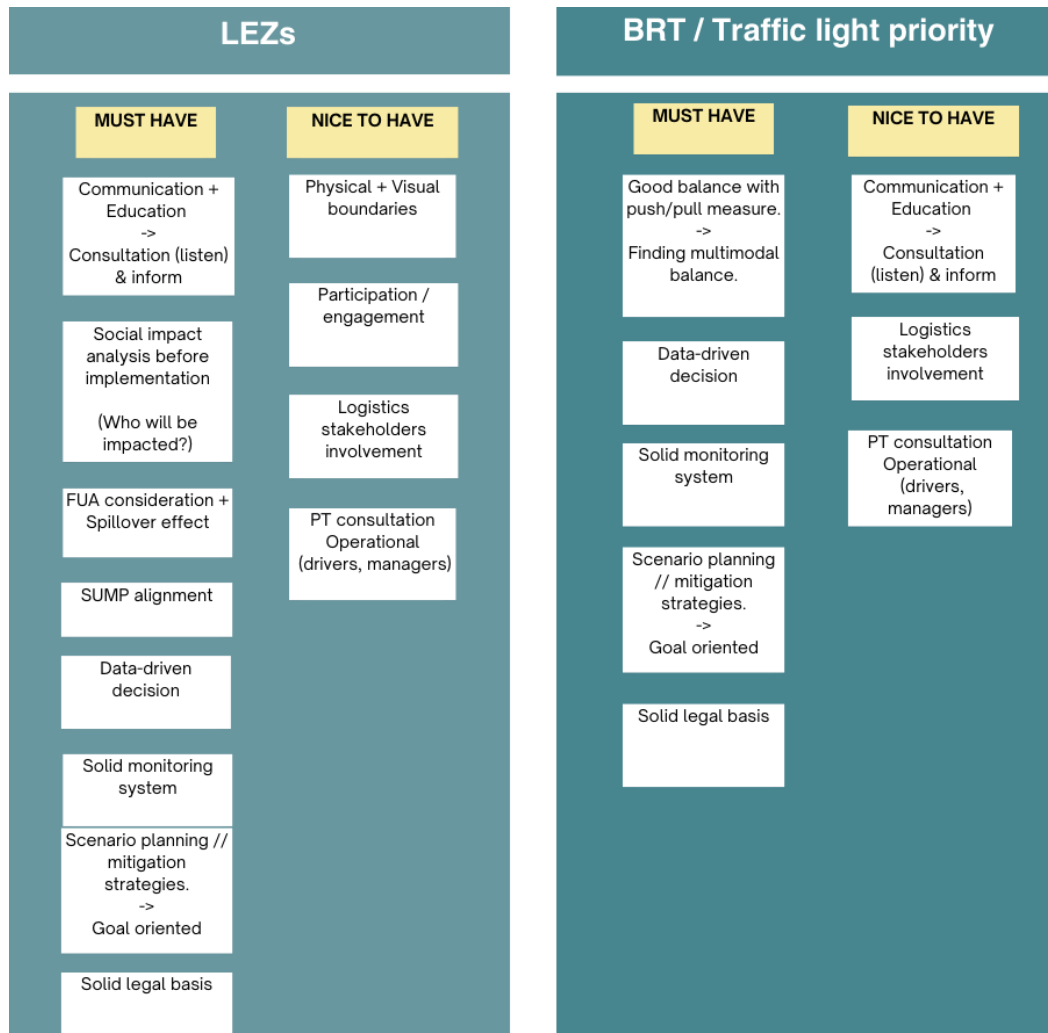 LEZs
MUST HAVE
Communication +
Education
->
Consultation (listen)
& inform
Social impact
analysis before
implementation
(Who will be
impacted?)
FUA consideration +
Spillover effect
SUMP alignment
Data-driven
decision
Solid monitoring
system
Scenario planning //
mitigation
strategies.
->
Goal oriented
Solid legal basis
NICE TO HAVE
Physical + Visual
boundaries
Participation /
engagement
Logistics
stakeholders
involvement
PT consultation
Operational
(drivers, managers)
BRT / Traffic light priority
MUST HAVE
Good balance with
push/pull measure.
->
Finding multimodal
balance.
Data-driven
decision
Solid monitoring
system
Scenario planning
// mitigation
strategies.
->
Goal oriented
Solid legal basis
NICE TO HAVE
Communication +
Education
->
Consultation
(listen) & inform
Logistics
stakeholders
involvement
PT consultation
Operational
(drivers,
managers)